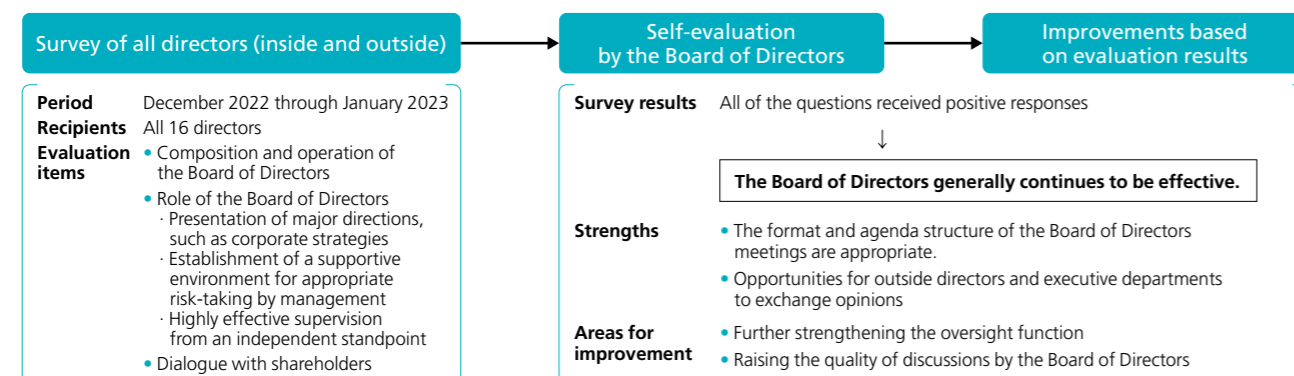 Survey of all directors (inside and outside)
Self-evaluation
by the Board of Directors
Improvements based
on evaluation results
Period December 2022 through January 2023
Recipients All 16 directors
Evaluation items • Composition and operation of
the Board of Directors
• Role of the Board of Directors
· Presentation of major directions,
such as corporate strategies
· Establishment of a supportive
environment for appropriate
risk-taking by management
· Highly effective supervision
from an independent standpoint
• Dialogue with shareholders
Survey results All of the questions received positive responses
↓
The Board of Directors generally continues to be effective.
Strengths • The format and agenda structure of the Board of Directors
meetings are appropriate.
• Opportunities for outside directors and executive departments
to exchange opinions
Areas for improvement • Further strengthening the oversight function
• Raising the quality of discussions by the Board of Directors